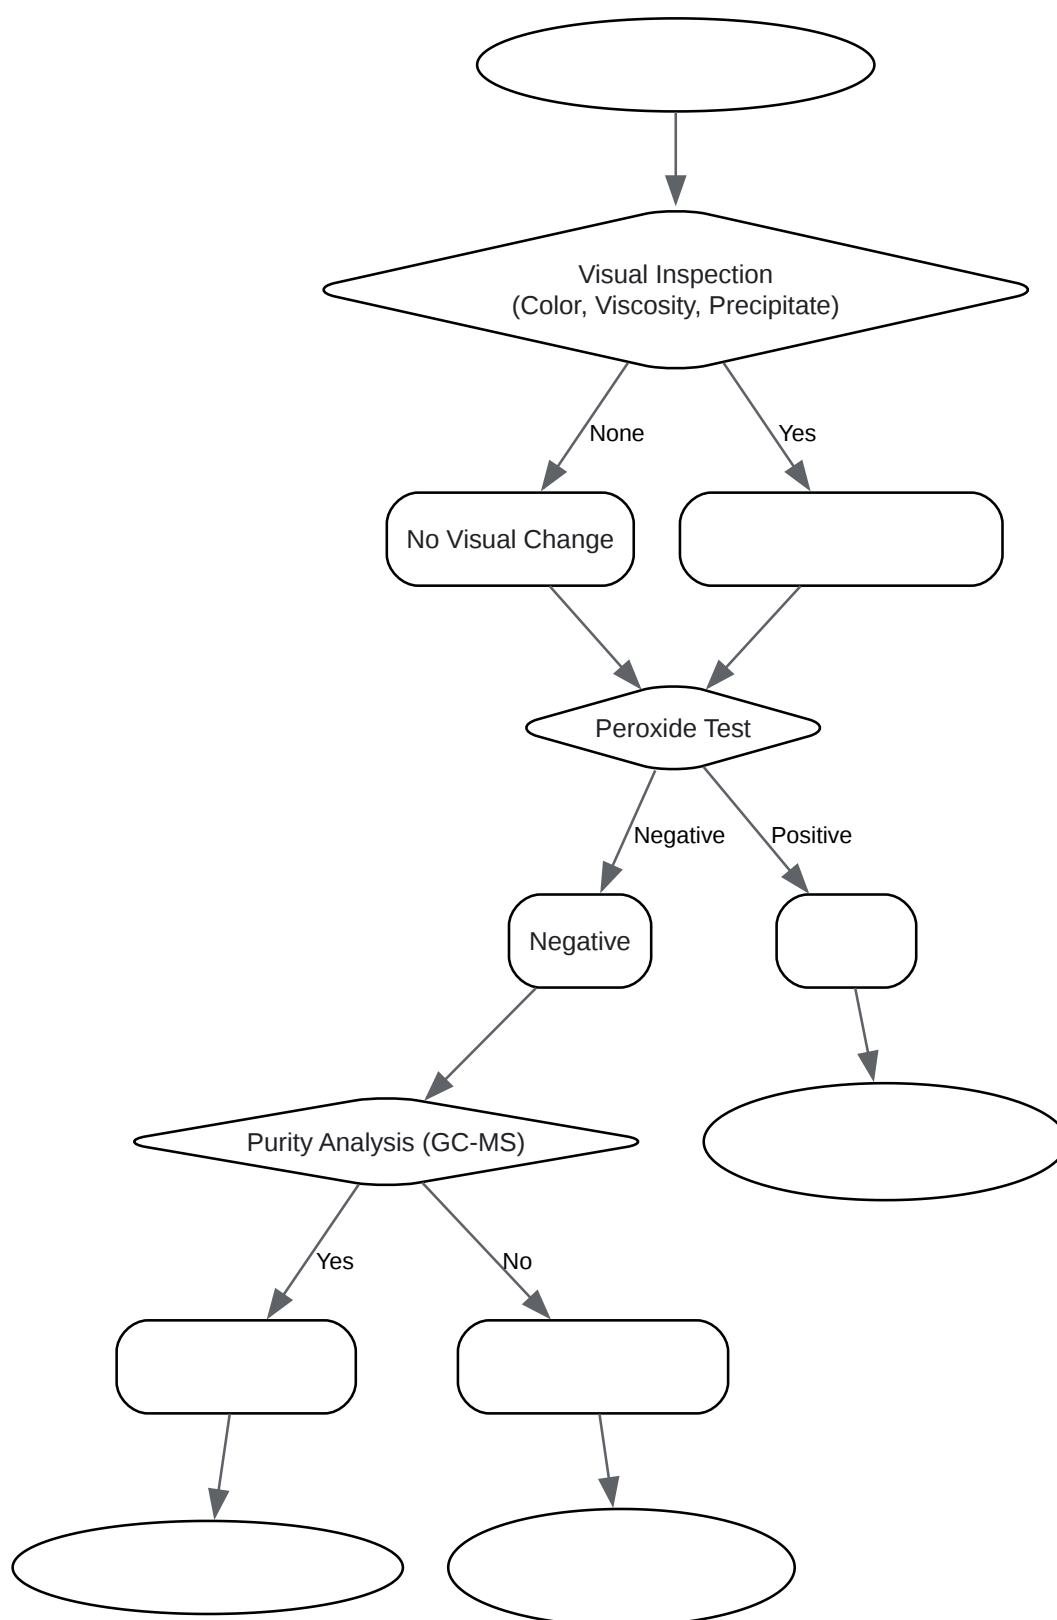 Visual Inspection
(Color, Viscosity, Precipitate)
None
Yes
No Visual Change
Peroxide Test
Negative
Positive
Negative
Purity Analysis (GC-MS)
Yes
No